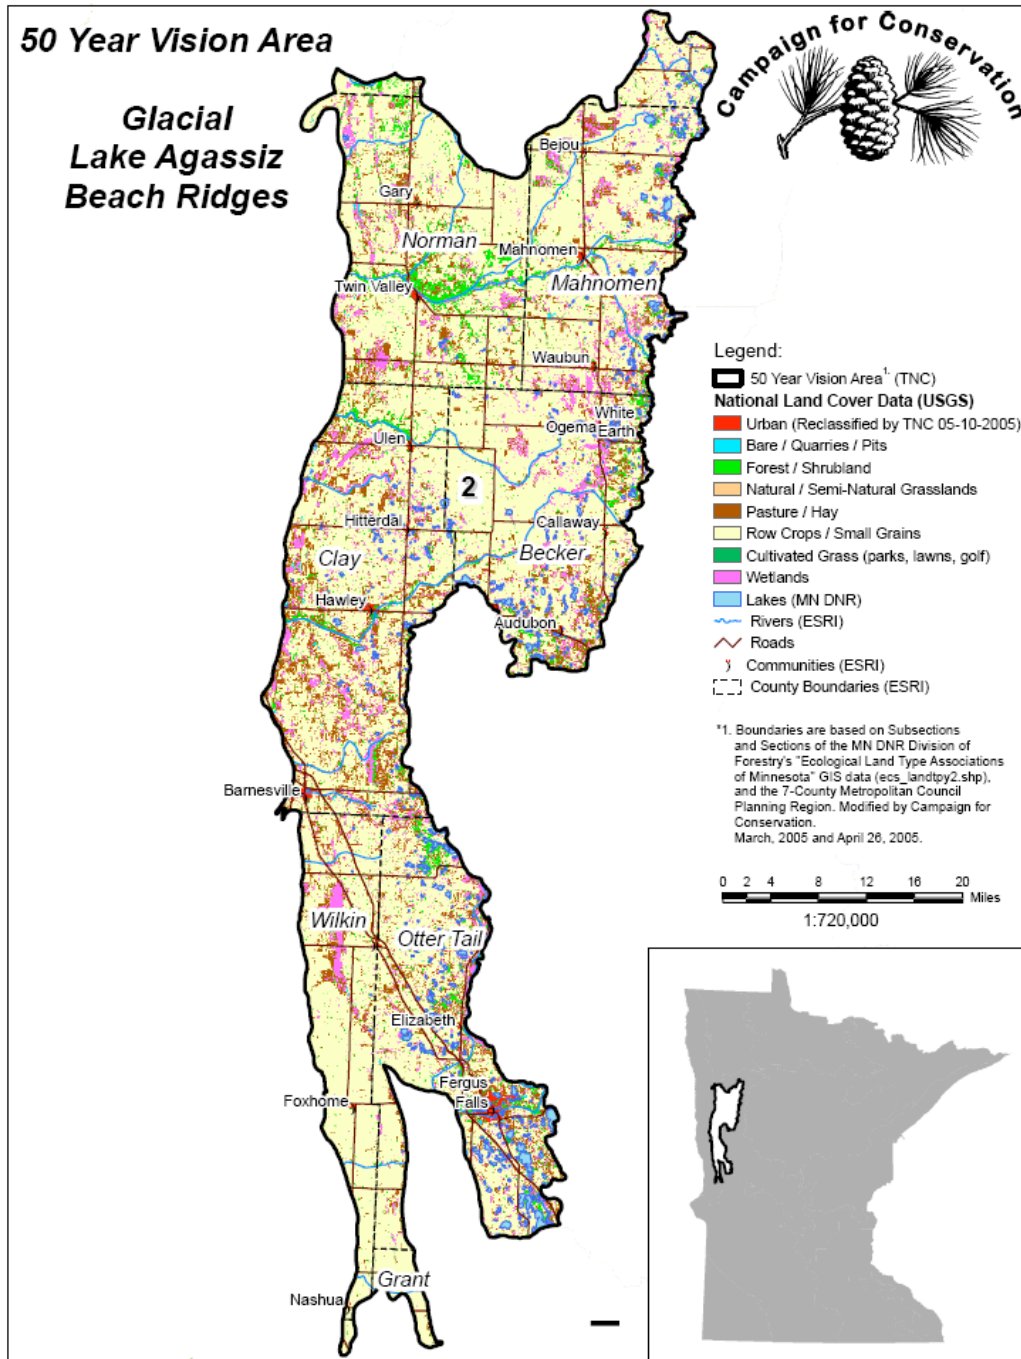 50 Year Vision Area
Glacial
Lake Agassiz
Beach Ridges
Campaign for Conservation
Bejou
Gary
Norman
Mahnomen
Mahnomen
Twin Valley
Waubun
White
Earth
Ogema
Ulen
2
Hitterdal
Callaway
Clay
Becker
Hawley
Audubon
Barnesville
Wilkin
Otter Tail
Elizabeth
Fergus
Falls
Foxhome
Grant
Nashua
Legend:
50 Year Vision Area1. (TNC)
National Land Cover Data (USGS)
Urban (Reclassified by TNC 05-10-2005)
Bare / Quarries / Pits
Forest / Shrubland
Natural / Semi-Natural Grasslands
Pasture / Hay
Row Crops / Small Grains
Cultivated Grass (parks, lawns, golf)
Wetlands
Lakes (MN DNR)
Rivers (ESRI)
Roads
Communities (ESRI)
County Boundaries (ESRI)
*1. Boundaries are based on Subsections
and Sections of the MN DNR Division of
Forestry's "Ecological Land Type Associations
of Minnesota" GIS data (ecs_landtpy2.shp),
and the 7-County Metropolitan Council
Planning Region. Modified by Campaign for
Conservation.
March, 2005 and April 26, 2005.
0 2 4 8 12 16 20
Miles
1:720,000